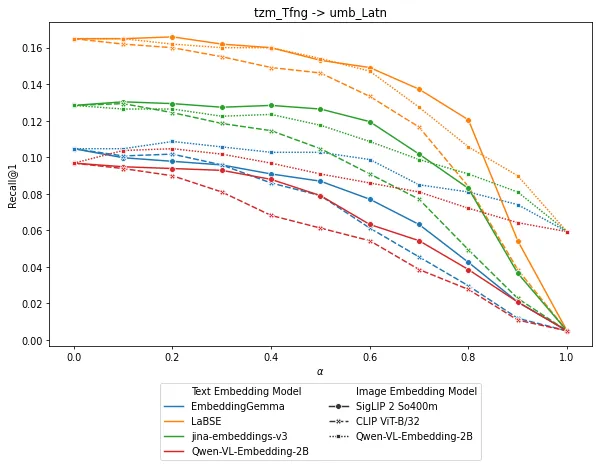 tzm_Tfng -> umb_Latn
Recall@1
0.16
0.14
0.12
0.10
0.08
0.06
0.04
0.02
0.00
0.0 0.2 0.4 0.6 0.8 1.0
α
Text Embedding Model
EmbeddingGemma
LaBSE
jina-embeddings-v3
Qwen-VL-Embedding-2B
Image Embedding Model
SigLIP 2 So400m
CLIP ViT-B/32
Qwen-VL-Embedding-2B